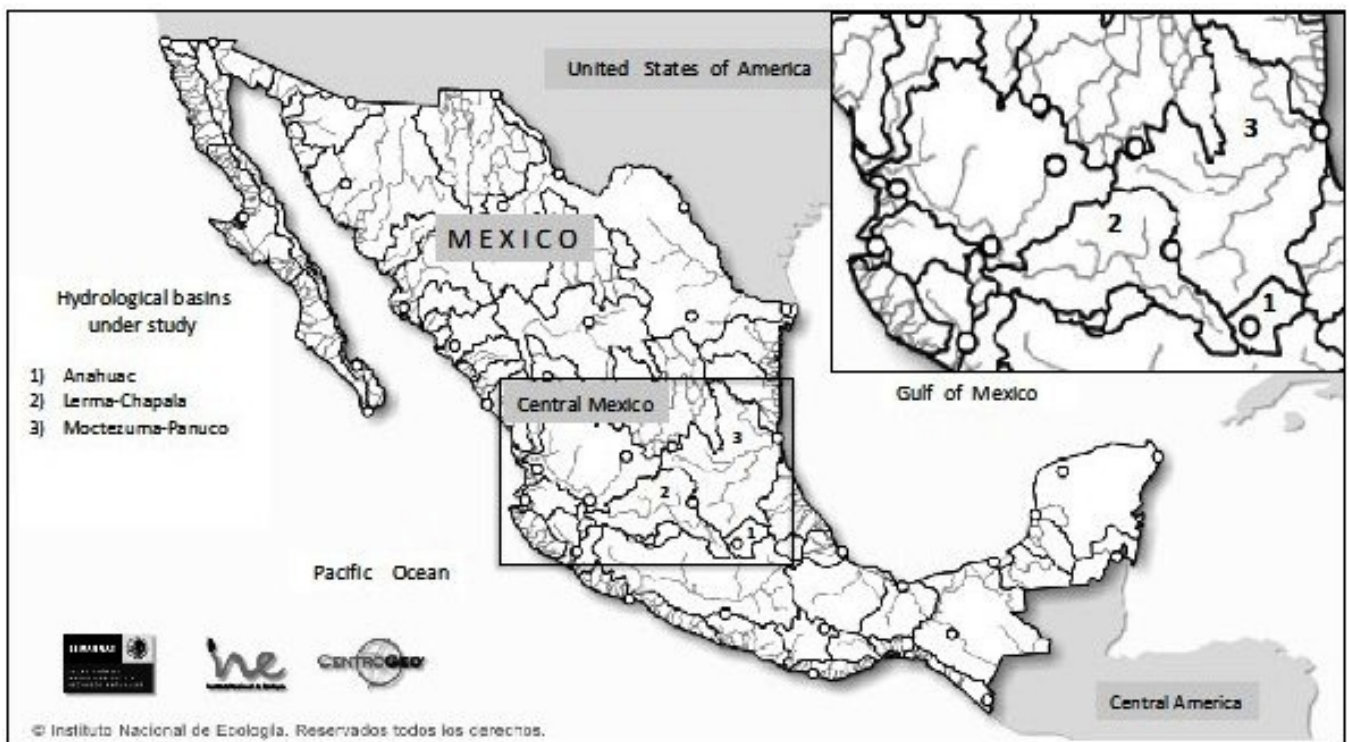 United States of America
MEXICO
Hydrological basins
under study
1) Anahuac
2) Lerma-Chapala
3) Moctezuma-Panuco
Central Mexico
3
2
1
3
2
1
Gulf of Mexico
Pacific Ocean
Central America
SEMARNAT
ine
CENTROGEO
© Instituto Nacional de Ecología. Reservados todos los derechos.